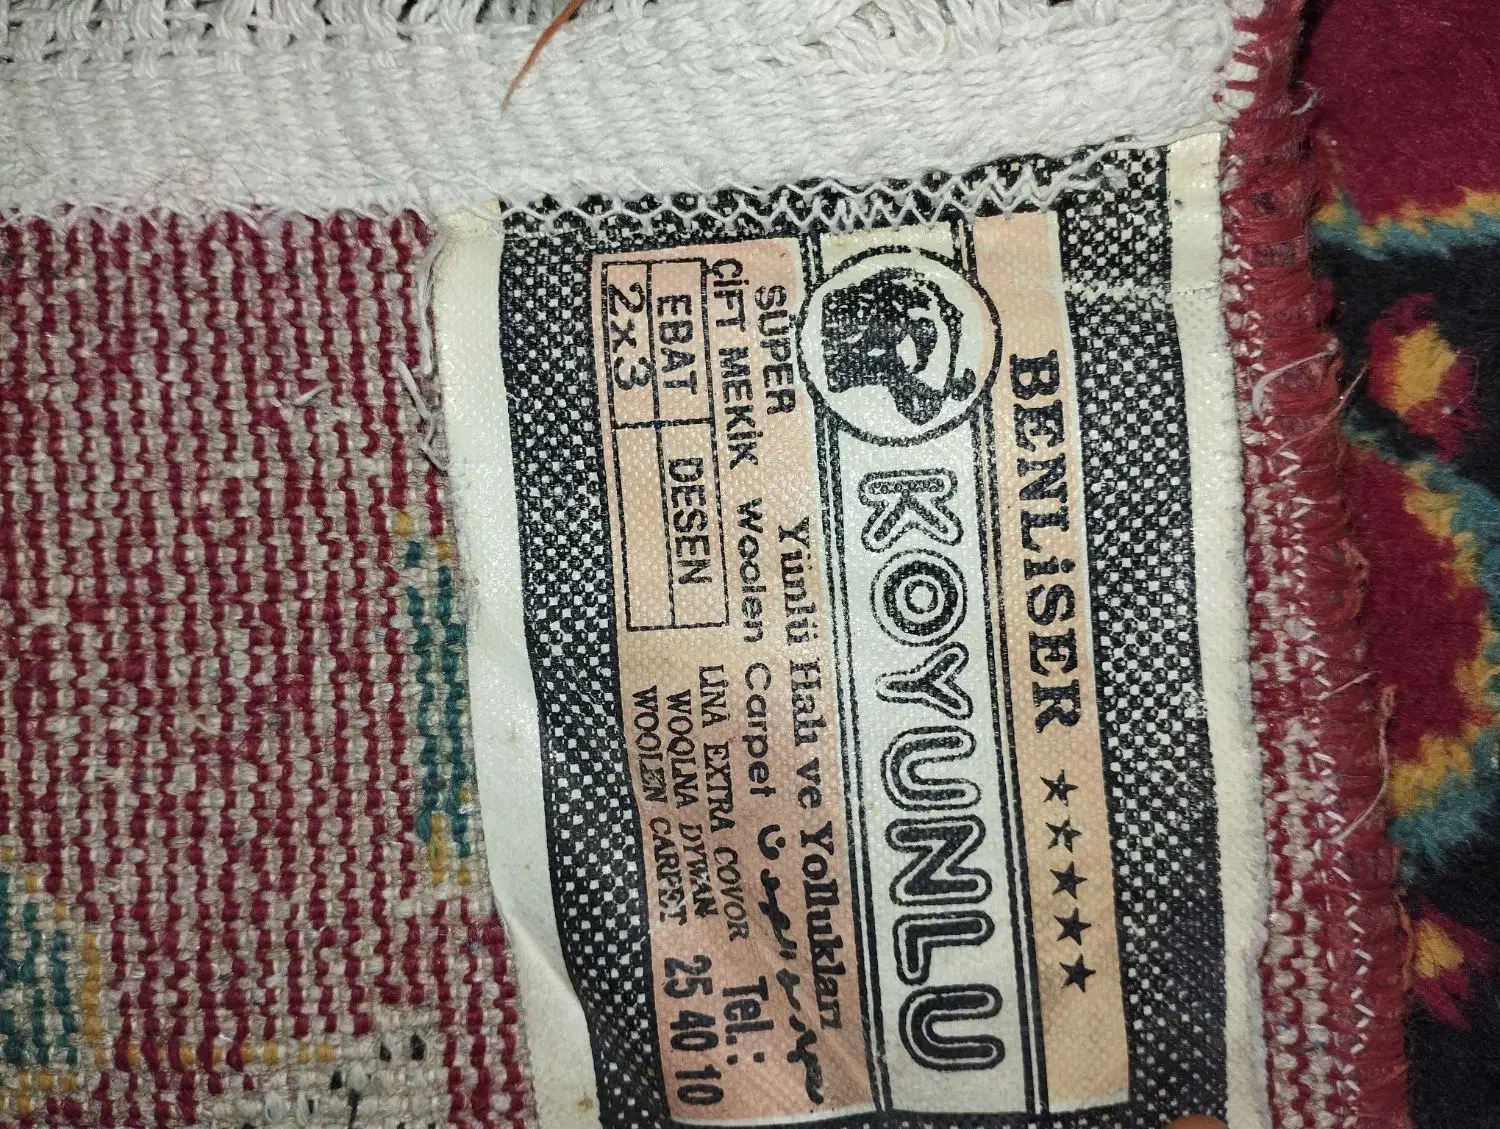 BENLiSER ★★★★★
KOYUNLU
Yünlü Halı ve Yollukları
SÜPER
ÇİFT MEKİK Woolen Carpet
EBAT DESEN
2x3
LINA EXTRA COVOR
WOOLNA DYWAN
WOOLEN CARPET
Tel.:
25 40 10